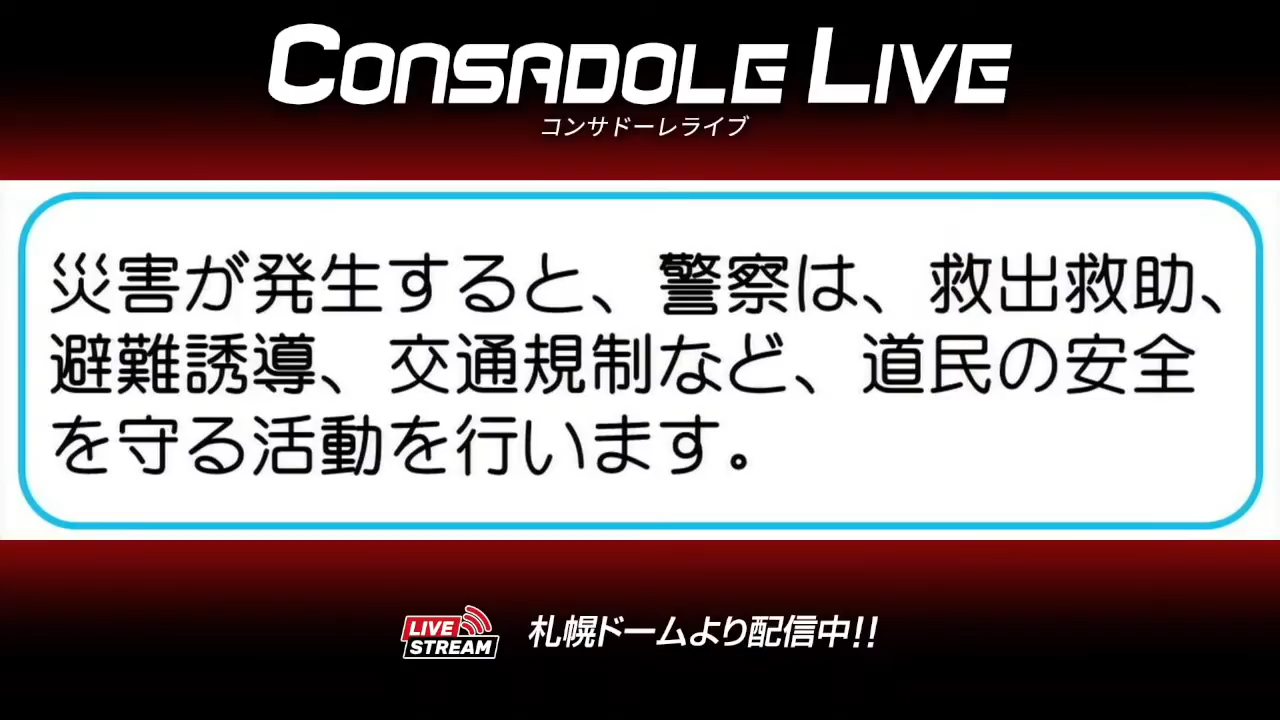 CONSADOLE LIVE
コンサドーレライブ
災害が発生すると、警察は、救出救助、
避難誘導、交通規制など、道民の安全
を守る活動を行います。
LIVE
STREAM
札幌ドームより配信中!!